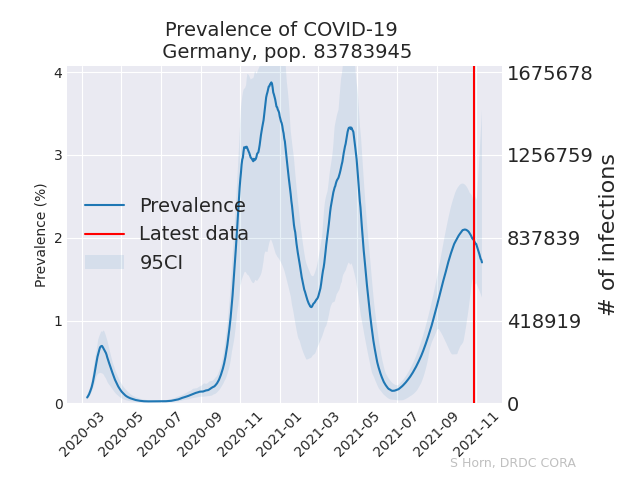 Prevalence of COVID-19
Germany, pop. 83783945
4
3
2
1
0
Prevalence (%)
1675678
1256759
837839
418919
0
# of infections
Prevalence
Latest data
95CI
2020-03
2020-05
2020-07
2020-09
2020-11
2021-01
2021-03
2021-05
2021-07
2021-09
2021-11
S Horn, DRDC CORA